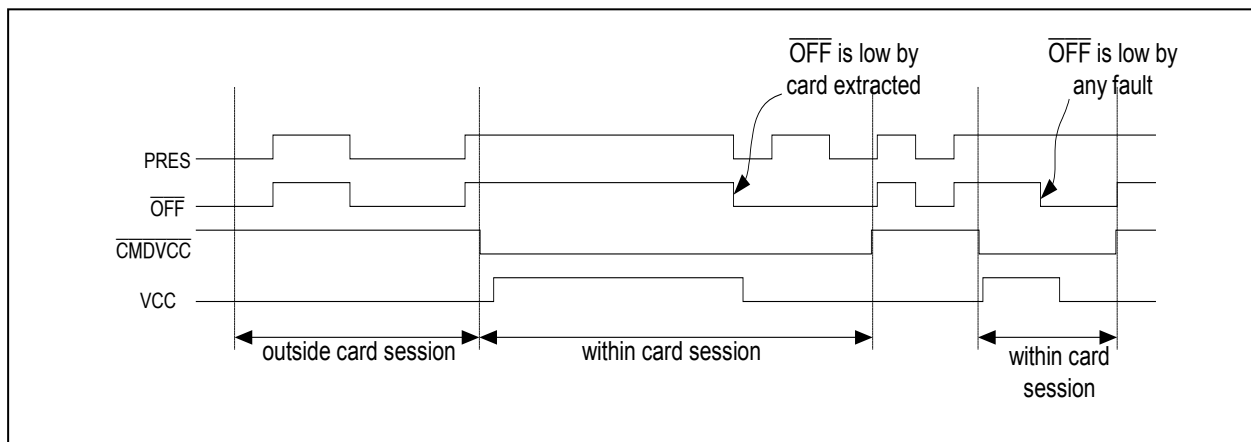 OFF is low by
card extracted
OFF is low by
any fault
PRES
OFF
CMDVCC
VCC
outside card session
within card session
within card
session